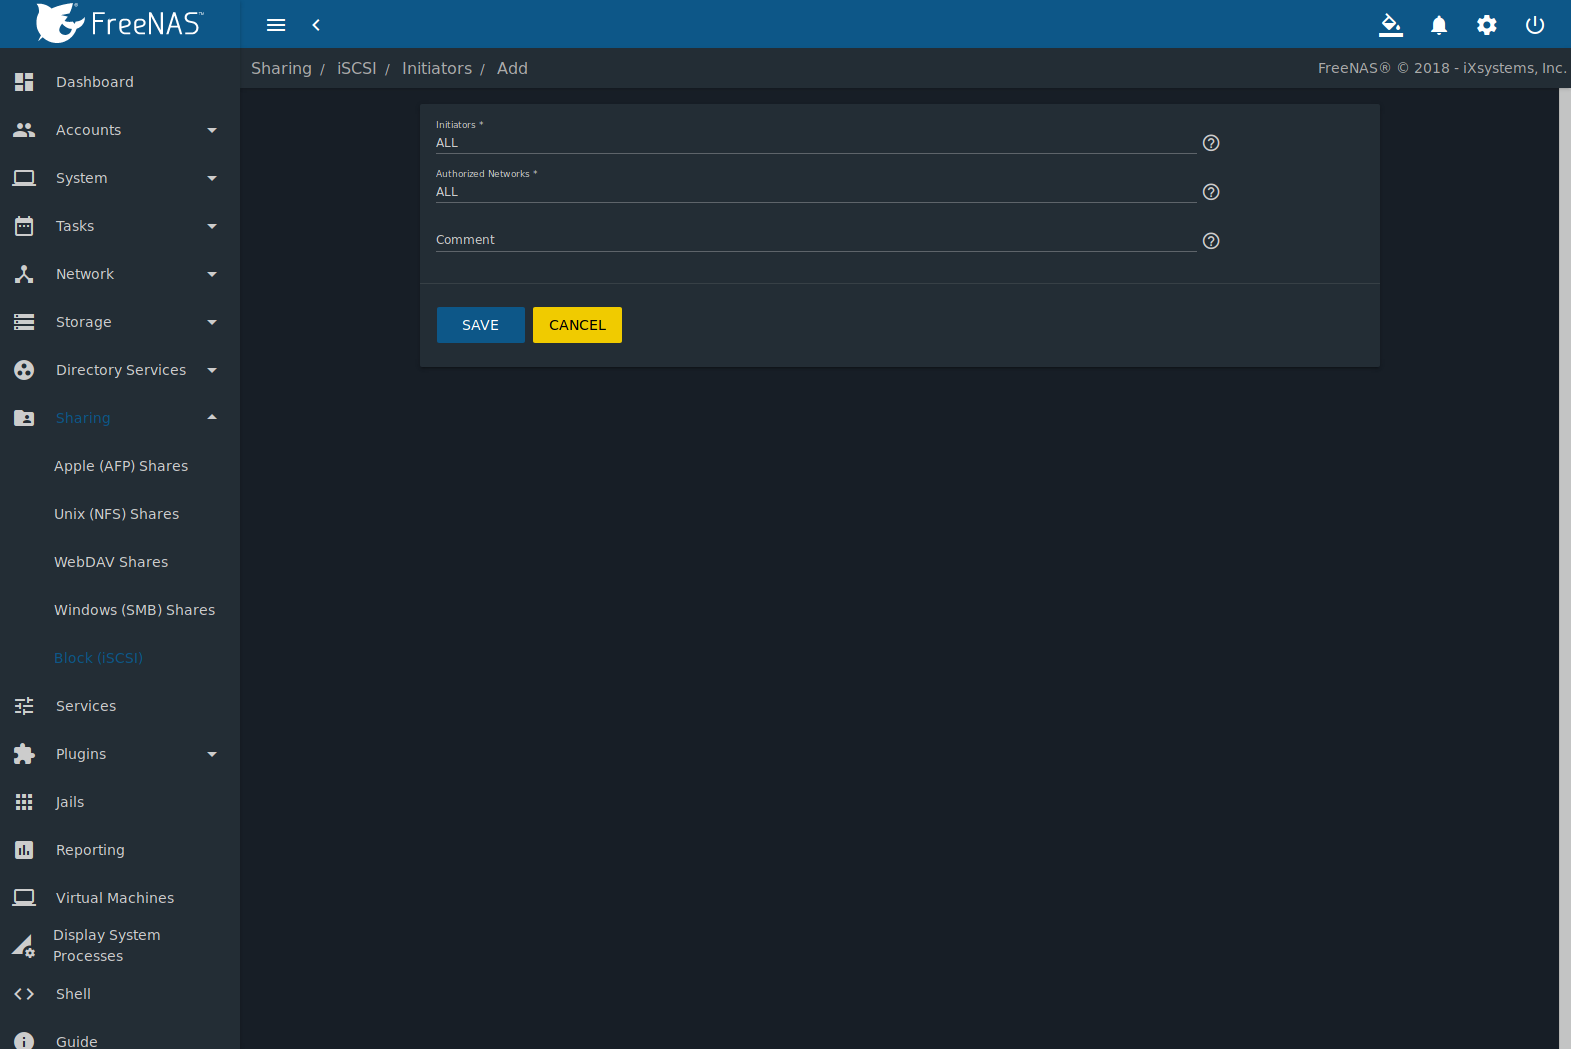 FreeNAS™
Sharing / iSCSI / Initiators / Add
FreeNAS® © 2018 - iXsystems, Inc.
Dashboard
Accounts
System
Tasks
Network
Storage
Directory Services
Sharing
Apple (AFP) Shares
Unix (NFS) Shares
WebDAV Shares
Windows (SMB) Shares
Block (iSCSI)
Services
Plugins
Jails
Reporting
Virtual Machines
Display System
Processes
Shell
Guide
Initiators *
ALL
Authorized Networks *
ALL
Comment
SAVE
CANCEL